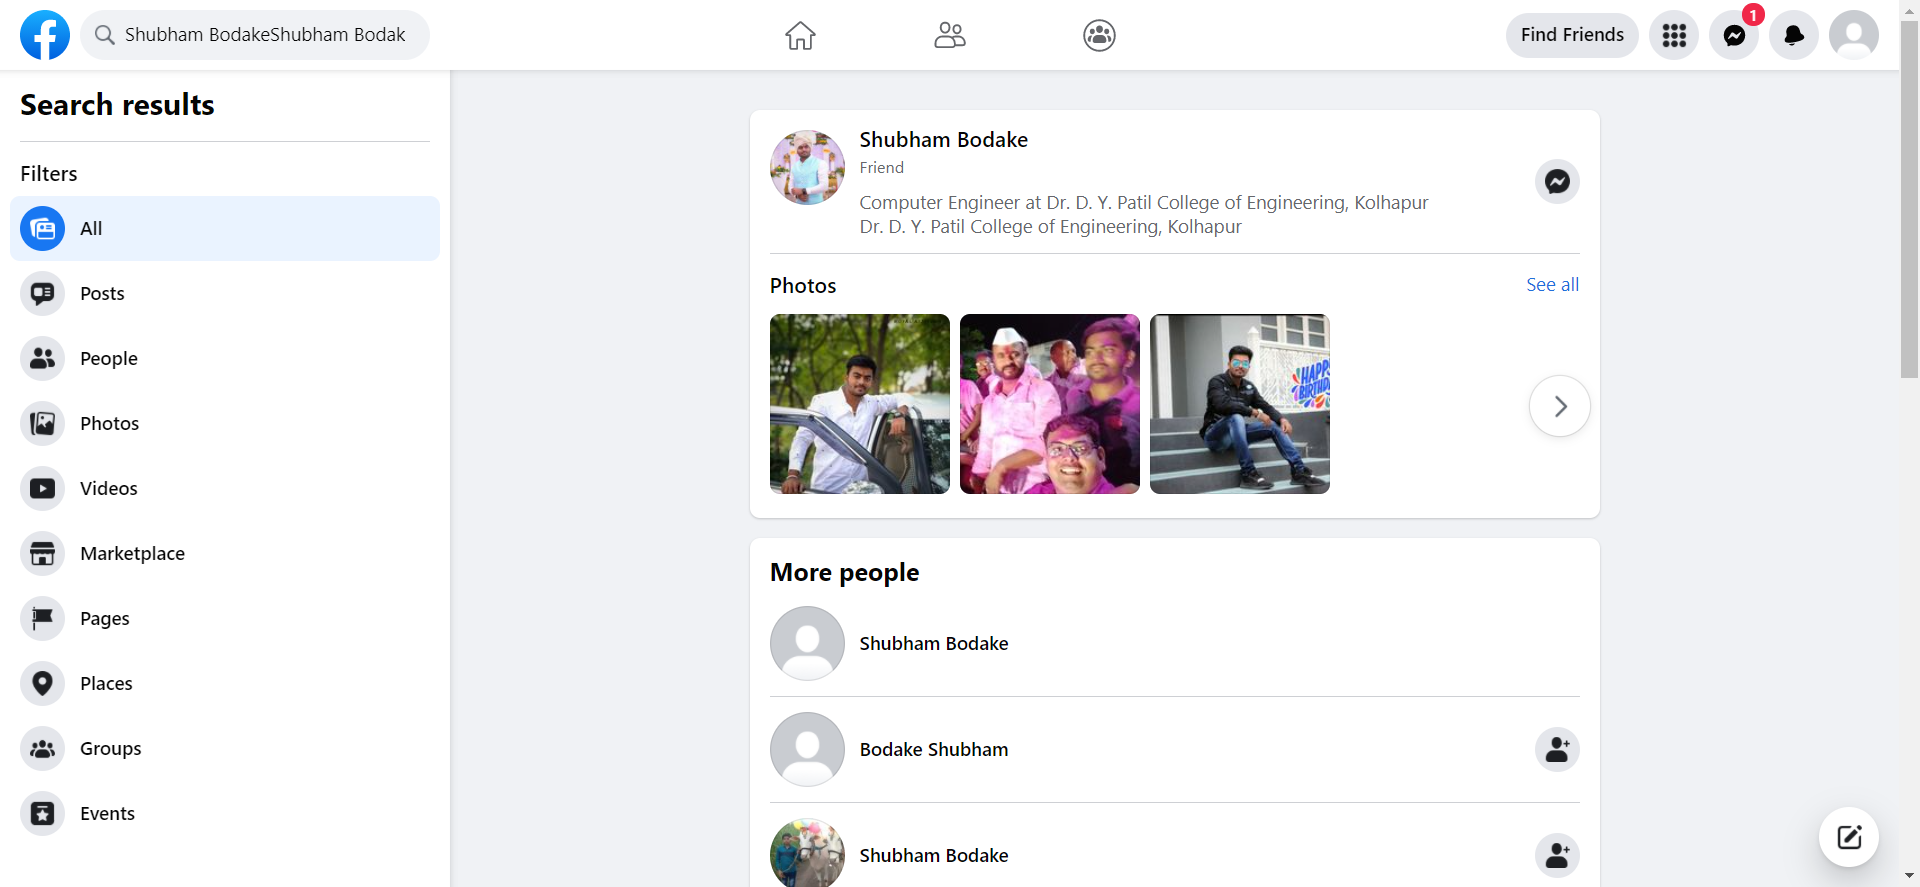 Shubham BodakeShubham Bodak
Find Friends
1
Search results
Filters
All
Posts
People
Photos
Videos
Marketplace
Pages
Places
Groups
Events
Shubham Bodake
Friend
Computer Engineer at Dr. D. Y. Patil College of Engineering, Kolhapur
Dr. D. Y. Patil College of Engineering, Kolhapur
Photos
See all
HAPPY
BIRTHDA
More people
Shubham Bodake
Bodake Shubham
Shubham Bodake